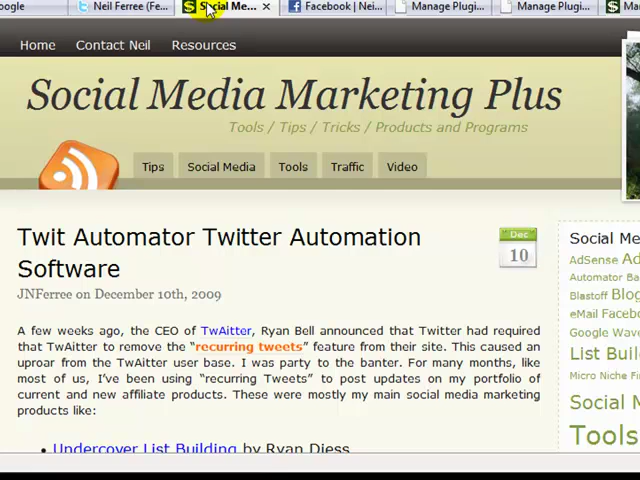 oogle Neil Ferree (Fe... Social Me... Facebook | Nei... Manage Plugi... Manage Plugi... Ma
Home Contact Neil Resources
Social Media Marketing Plus
Tools / Tips / Tricks / Products and Programs
Tips Social Media Tools Traffic Video
Twit Automator Twitter Automation
Software
Dec
10
JNFerree on December 10th, 2009
A few weeks ago, the CEO of TwAitter, Ryan Bell announced that Twitter had required
that TwAitter to remove the “recurring tweets” feature from their site. This caused an
uproar from the TwAitter user base. I was party to the banter. For many months, like
most of us, I’ve been using “recurring Tweets” to post updates on my portfolio of
current and new affiliate products. These were mostly my main social media marketing
products like:
• Undercover List Building by Ryan Diess
Social Me
AdSense Ad
Automator Ba
Blastoff Blog
eMail Facebo
Google Wave
List Buil
Micro Niche Fi
Social M
Tools